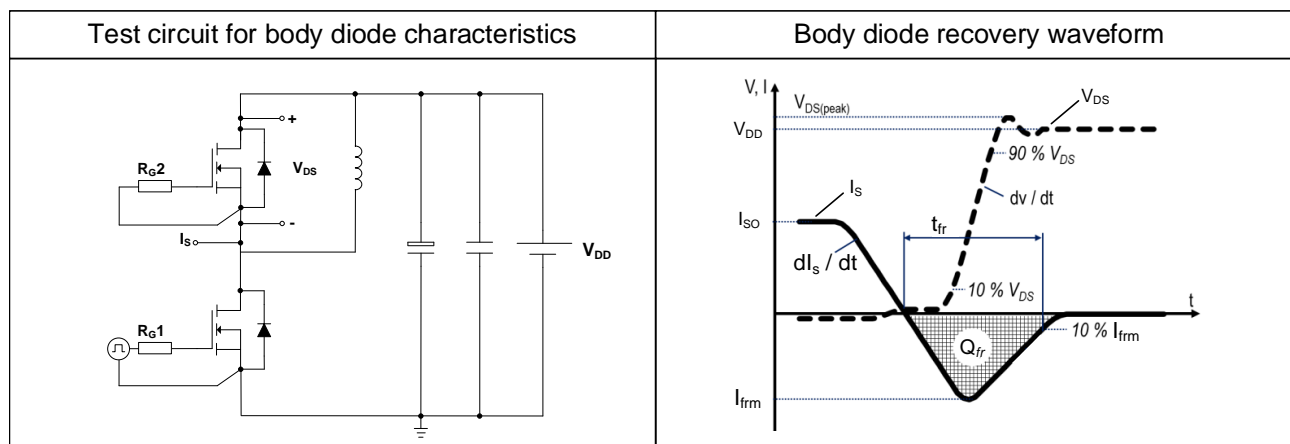 Test circuit for body diode characteristics
Body diode recovery waveform
+
RG2
VDS
-
IS
VDD
RG1
V, I
VDS(peak)
VDS
VDD
90 % VDS
IS
dv / dt
ISO
tfr
dIs / dt
10 % VDS
t
Qfr
10 % Ifrm
Ifrm